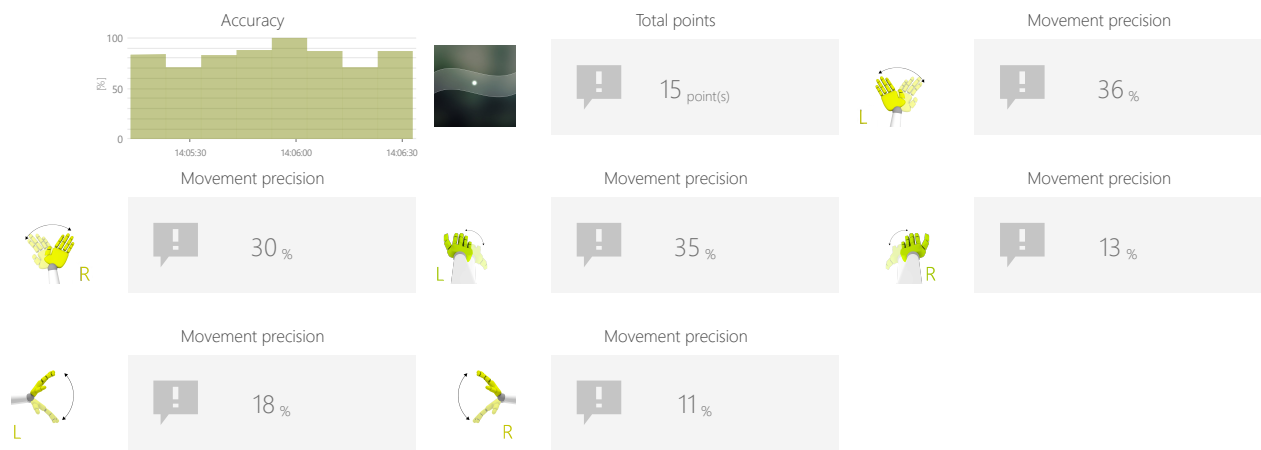 Accuracy
Total points
Movement precision
100
[%]
50
0
14:05:30
14:06:00
14:06:30
15 point(s)
L
36 %
Movement precision
Movement precision
Movement precision
R
30 %
L
35 %
R
13 %
Movement precision
Movement precision
L
18 %
R
11 %